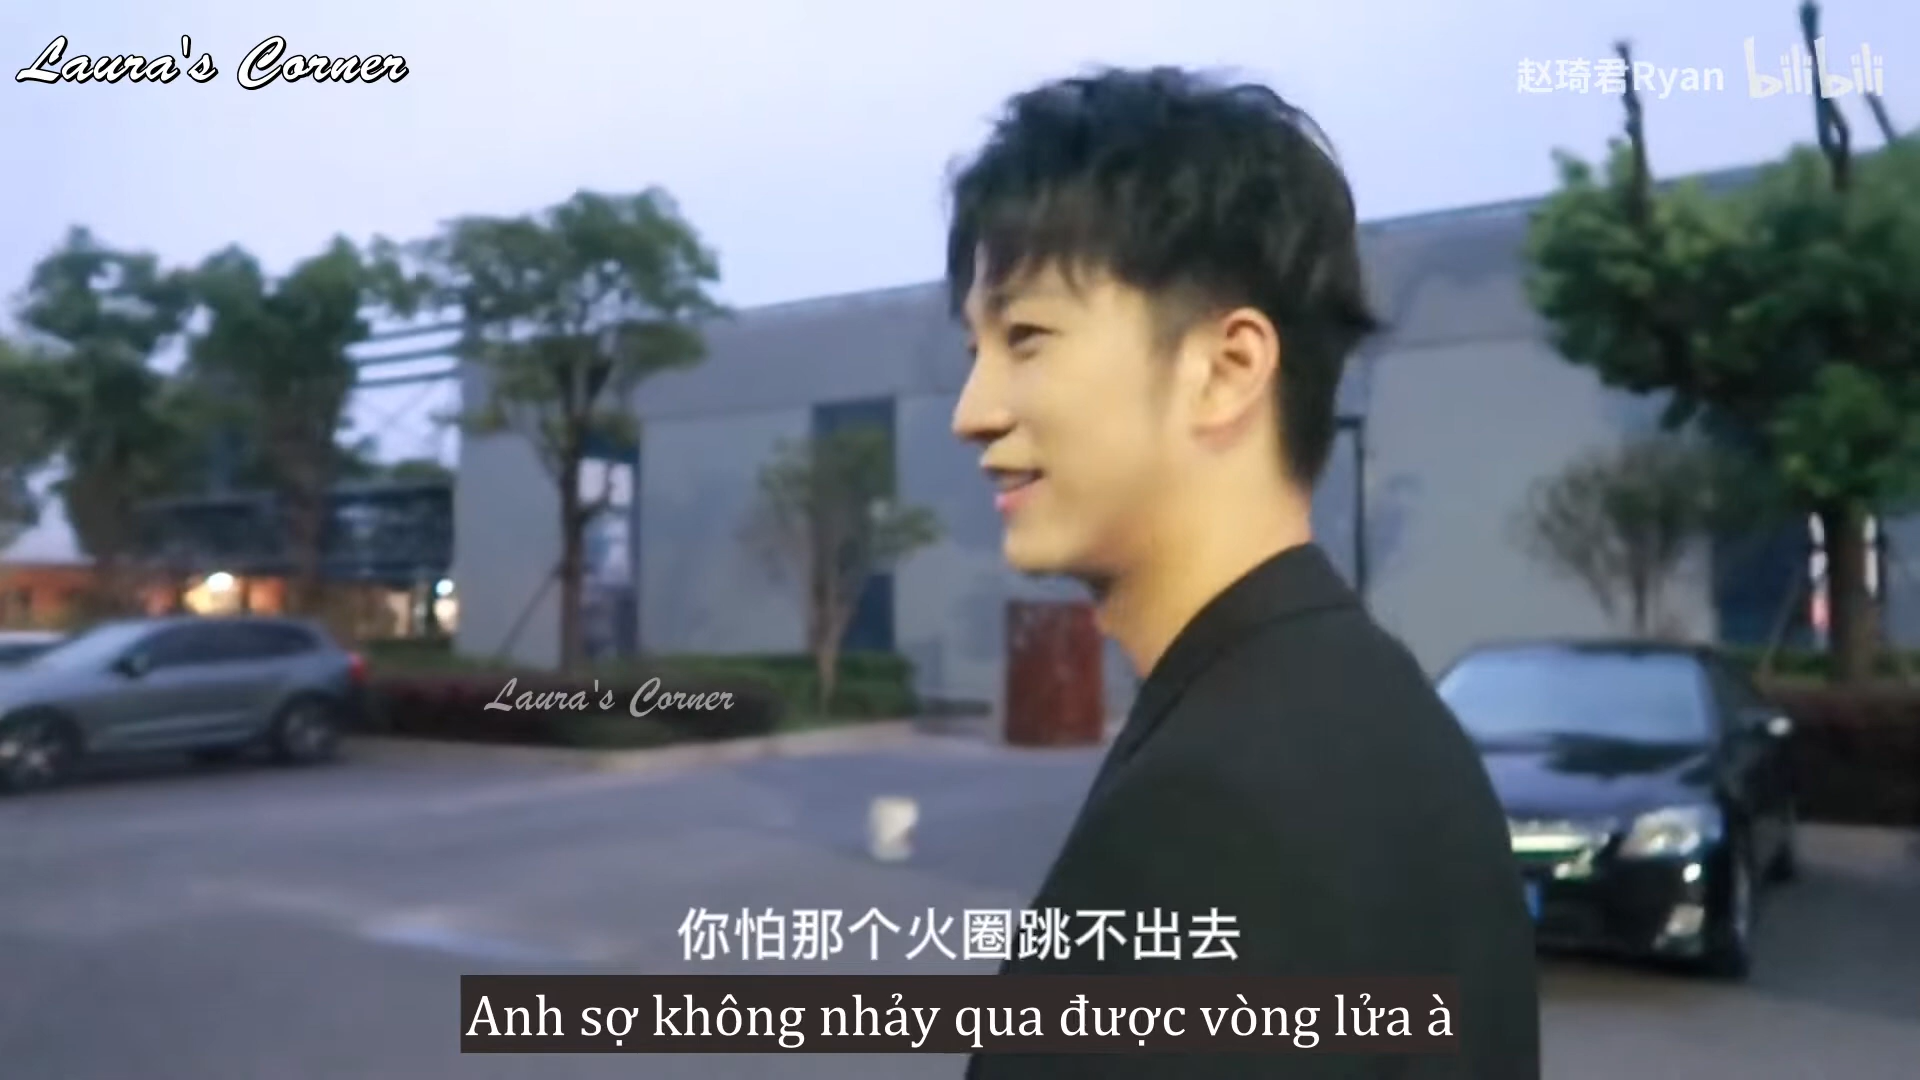 Laura's Corner
赵琦君Ryan bilibili
Laura's Corner
你怕那个火圈跳不出去
Anh sợ không nhảy qua được vòng lửa à